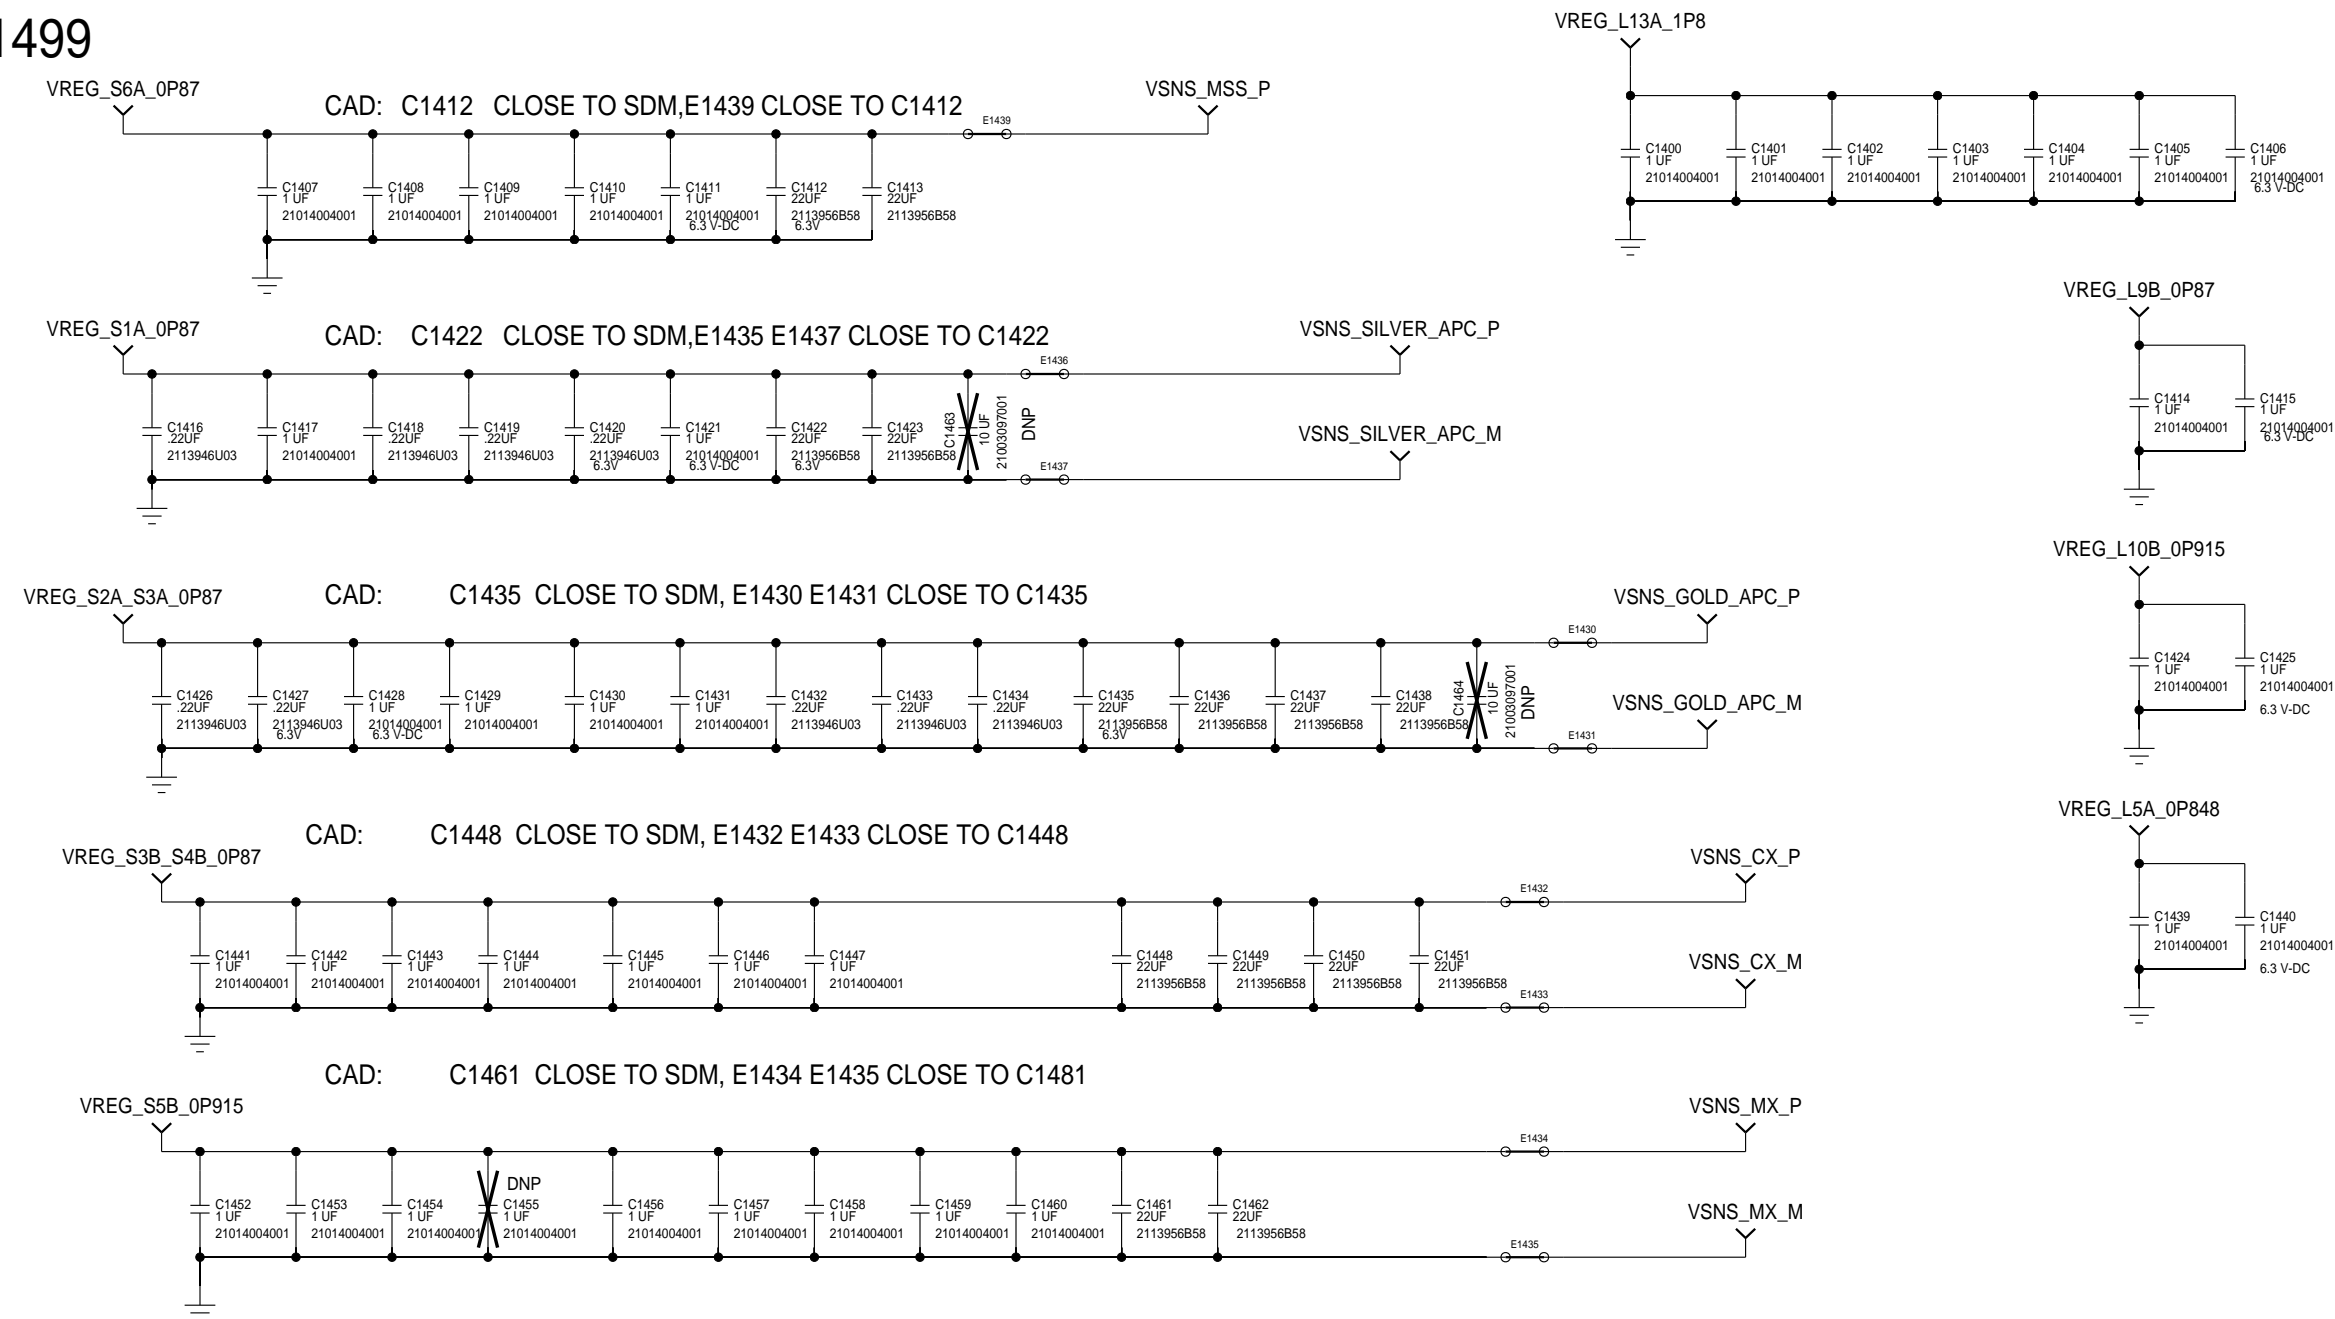 1499
VREG_S6A_0P87
CAD: C1412 CLOSE TO SDM,E1439 CLOSE TO C1412
VSNS_MSS_P
E1439
C1407
1 UF
21014004001
C1408
1 UF
21014004001
C1409
1 UF
21014004001
C1410
1 UF
21014004001
C1411
1 UF
21014004001
6.3 V-DC
C1412
22UF
2113956B58
6.3V
C1413
22UF
2113956B58
VREG_L13A_1P8
C1400
1 UF
21014004001
C1401
1 UF
21014004001
C1402
1 UF
21014004001
C1403
1 UF
21014004001
C1404
1 UF
21014004001
C1405
1 UF
21014004001
C1406
1 UF
21014004001
6.3 V-DC
VREG_S1A_0P87
CAD: C1422 CLOSE TO SDM,E1435 E1437 CLOSE TO C1422
VSNS_SILVER_APC_P
E1436
C1416
.22UF
2113946U03
C1417
1 UF
21014004001
C1418
.22UF
2113946U03
C1419
.22UF
2113946U03
C1420
.22UF
2113946U03
6.3V
C1421
1 UF
21014004001
6.3 V-DC
C1422
22UF
2113956B58
6.3V
C1423
22UF
2113956B58
C1463
10 UF
21003097001
DNP
VSNS_SILVER_APC_M
E1437
VREG_L9B_0P87
C1414
1 UF
21014004001
C1415
1 UF
21014004001
6.3 V-DC
VREG_S2A_S3A_0P87
CAD: C1435 CLOSE TO SDM, E1430 E1431 CLOSE TO C1435
VSNS_GOLD_APC_P
E1430
C1426
.22UF
2113946U03
C1427
.22UF
2113946U03
6.3V
C1428
1 UF
21014004001
6.3 V-DC
C1429
1 UF
21014004001
C1430
1 UF
21014004001
C1431
1 UF
21014004001
C1432
.22UF
2113946U03
C1433
.22UF
2113946U03
C1434
.22UF
2113946U03
C1435
22UF
2113956B58
6.3V
C1436
22UF
2113956B58
C1437
22UF
2113956B58
C1438
22UF
2113956B58
C1464
10 UF
21003097001
DNP
VSNS_GOLD_APC_M
E1431
VREG_L10B_0P915
C1424
1 UF
21014004001
C1425
1 UF
21014004001
6.3 V-DC
CAD: C1448 CLOSE TO SDM, E1432 E1433 CLOSE TO C1448
VREG_S3B_S4B_0P87
VSNS_CX_P
E1432
C1441
1 UF
21014004001
C1442
1 UF
21014004001
C1443
1 UF
21014004001
C1444
1 UF
21014004001
C1445
1 UF
21014004001
C1446
1 UF
21014004001
C1447
1 UF
21014004001
C1448
22UF
2113956B58
C1449
22UF
2113956B58
C1450
22UF
2113956B58
C1451
22UF
2113956B58
VSNS_CX_M
E1433
VREG_L5A_0P848
C1439
1 UF
21014004001
C1440
1 UF
21014004001
6.3 V-DC
CAD: C1461 CLOSE TO SDM, E1434 E1435 CLOSE TO C1481
VREG_S5B_0P915
VSNS_MX_P
E1434
C1452
1 UF
21014004001
C1453
1 UF
21014004001
C1454
1 UF
21014004001
DNP
C1455
1 UF
21014004001
C1456
1 UF
21014004001
C1457
1 UF
21014004001
C1458
1 UF
21014004001
C1459
1 UF
21014004001
C1460
1 UF
21014004001
C1461
22UF
2113956B58
C1462
22UF
2113956B58
VSNS_MX_M
E1435